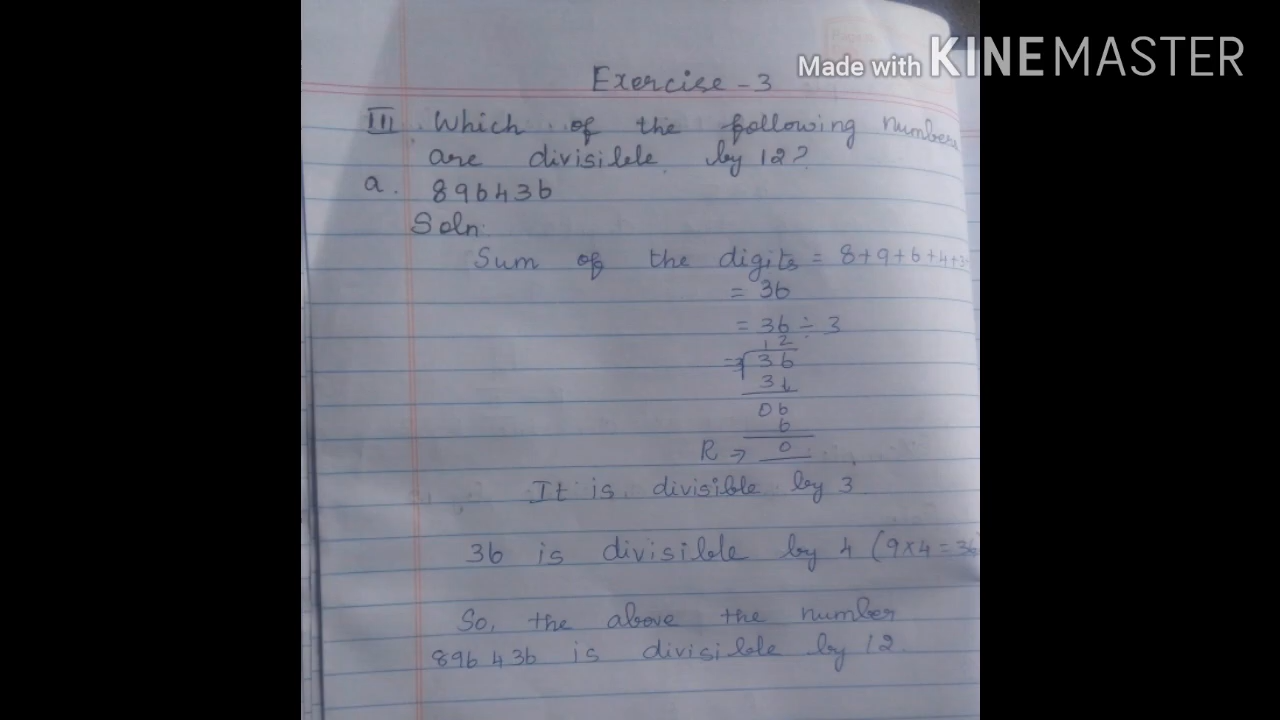 Made with KINEMASTER
Exercise - 3
III. Which of the following numbers
are divisible by 12?
a. 896436
Soln.
Sum of the digits = 8+9+6+4+3
= 36
= 36 ÷ 3
12
=3 36
3↓
06
6
R → 0
It is divisible by 3
36 is divisible by 4 (9×4=36
So, the above the number
896436 is divisible by 12.